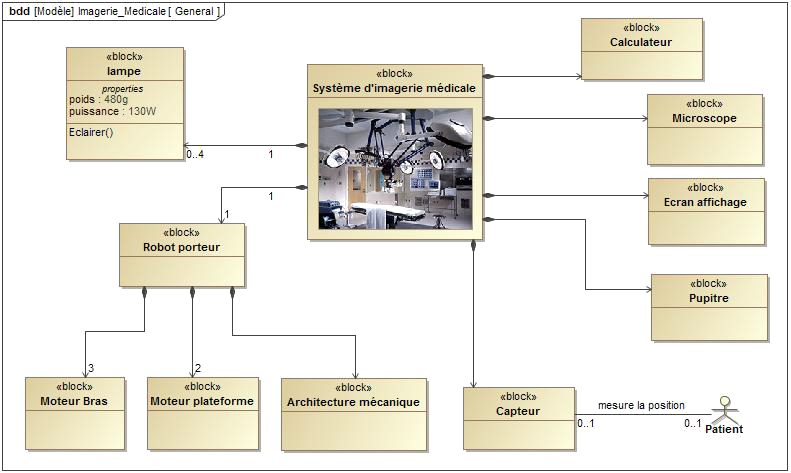 bdd [Modèle] Imagerie_Medicale [ General ]
«block»
lampe
properties
poids : 480g
puissance : 130W
Eclairer()
0..4
1
«block»
Système d'imagerie médicale
«block»
Calculateur
«block»
Microscope
«block»
Ecran affichage
«block»
Pupitre
1
1
«block»
Robot porteur
3
2
«block»
Moteur Bras
«block»
Moteur plateforme
«block»
Architecture mécanique
«block»
Capteur
mesure la position
0..1
0..1
Patient